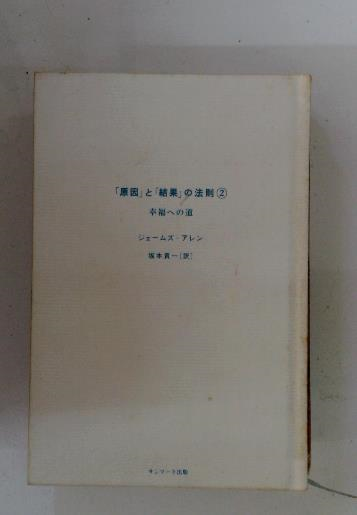 「原因」と「結果」の法則②
幸福への道
ジェームズ・アレン
坂本貢一[訳]
サンマーク出版